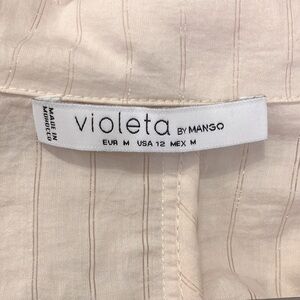 MADE IN
MOROCCO
violeta BY MANGO
EUR M USA 12 MEX M